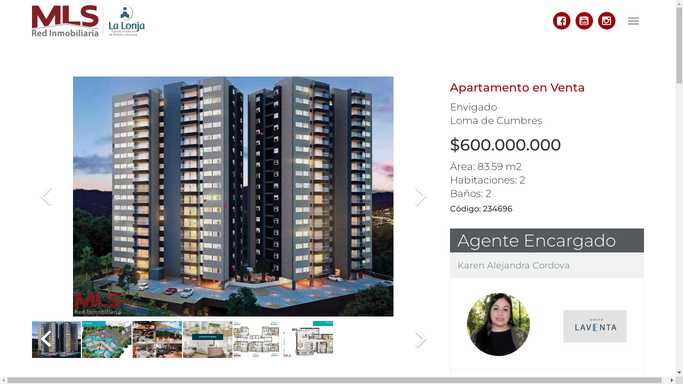 MLS
Red Inmobiliaria
La Lonja
Apartamento en Venta
Envigado
Loma de Cumbres
$600.000.000
Área: 83.59 m2
Habitaciones: 2
Baños: 2
Código: 234696
Agente Encargado
Karen Alejandra Cordova
MLS
Red Inmobiliaria
LAVENTA